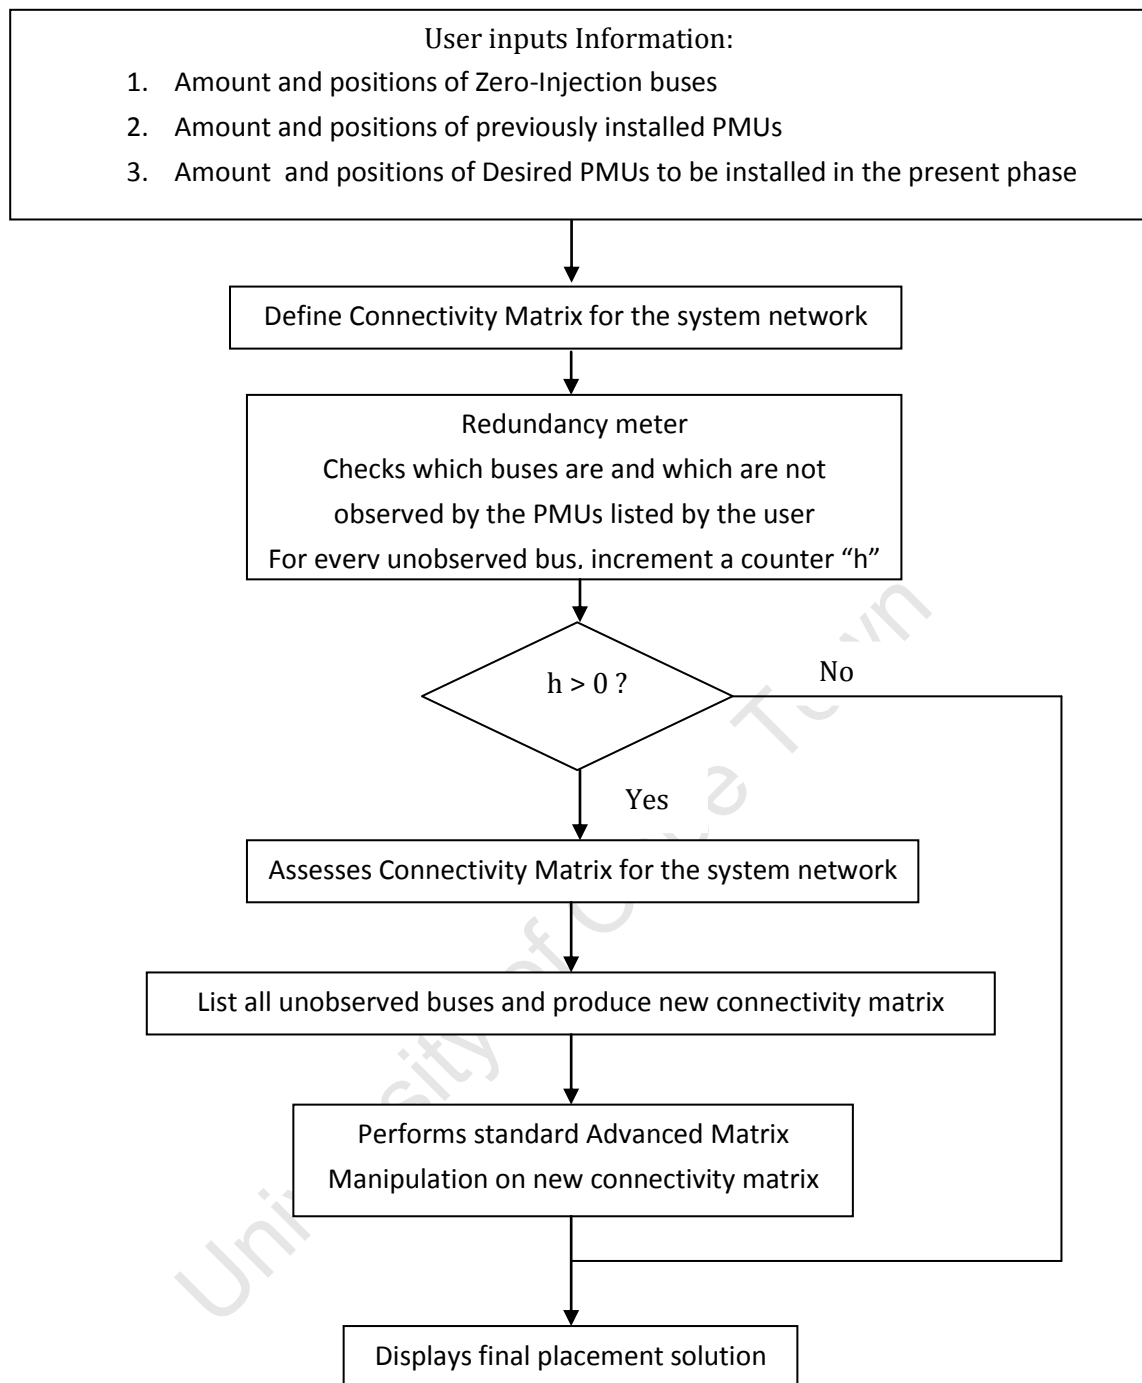 User inputs Information:
1. Amount and positions of Zero-Injection buses
2. Amount and positions of previously installed PMUs
3. Amount and positions of Desired PMUs to be installed in the present phase
Define Connectivity Matrix for the system network
Redundancy meter
Checks which buses are and which are not
observed by the PMUs listed by the user
For every unobserved bus, increment a counter “h”
h > 0 ?
No
Yes
Assesses Connectivity Matrix for the system network
List all unobserved buses and produce new connectivity matrix
Performs standard Advanced Matrix
Manipulation on new connectivity matrix
Displays final placement solution
University of Cape Town